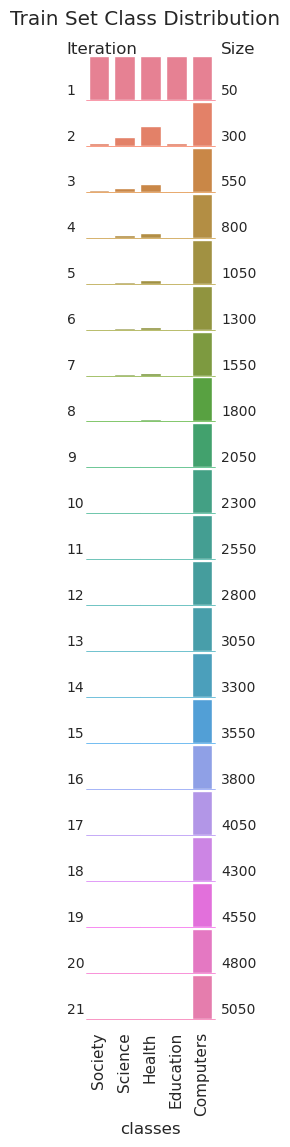 Train Set Class Distribution
Iteration Size
1 50
2 300
3 550
4 800
5 1050
6 1300
7 1550
8 1800
9 2050
10 2300
11 2550
12 2800
13 3050
14 3300
15 3550
16 3800
17 4050
18 4300
19 4550
20 4800
21 5050
Society
Science
Health
Education
Computers
classes